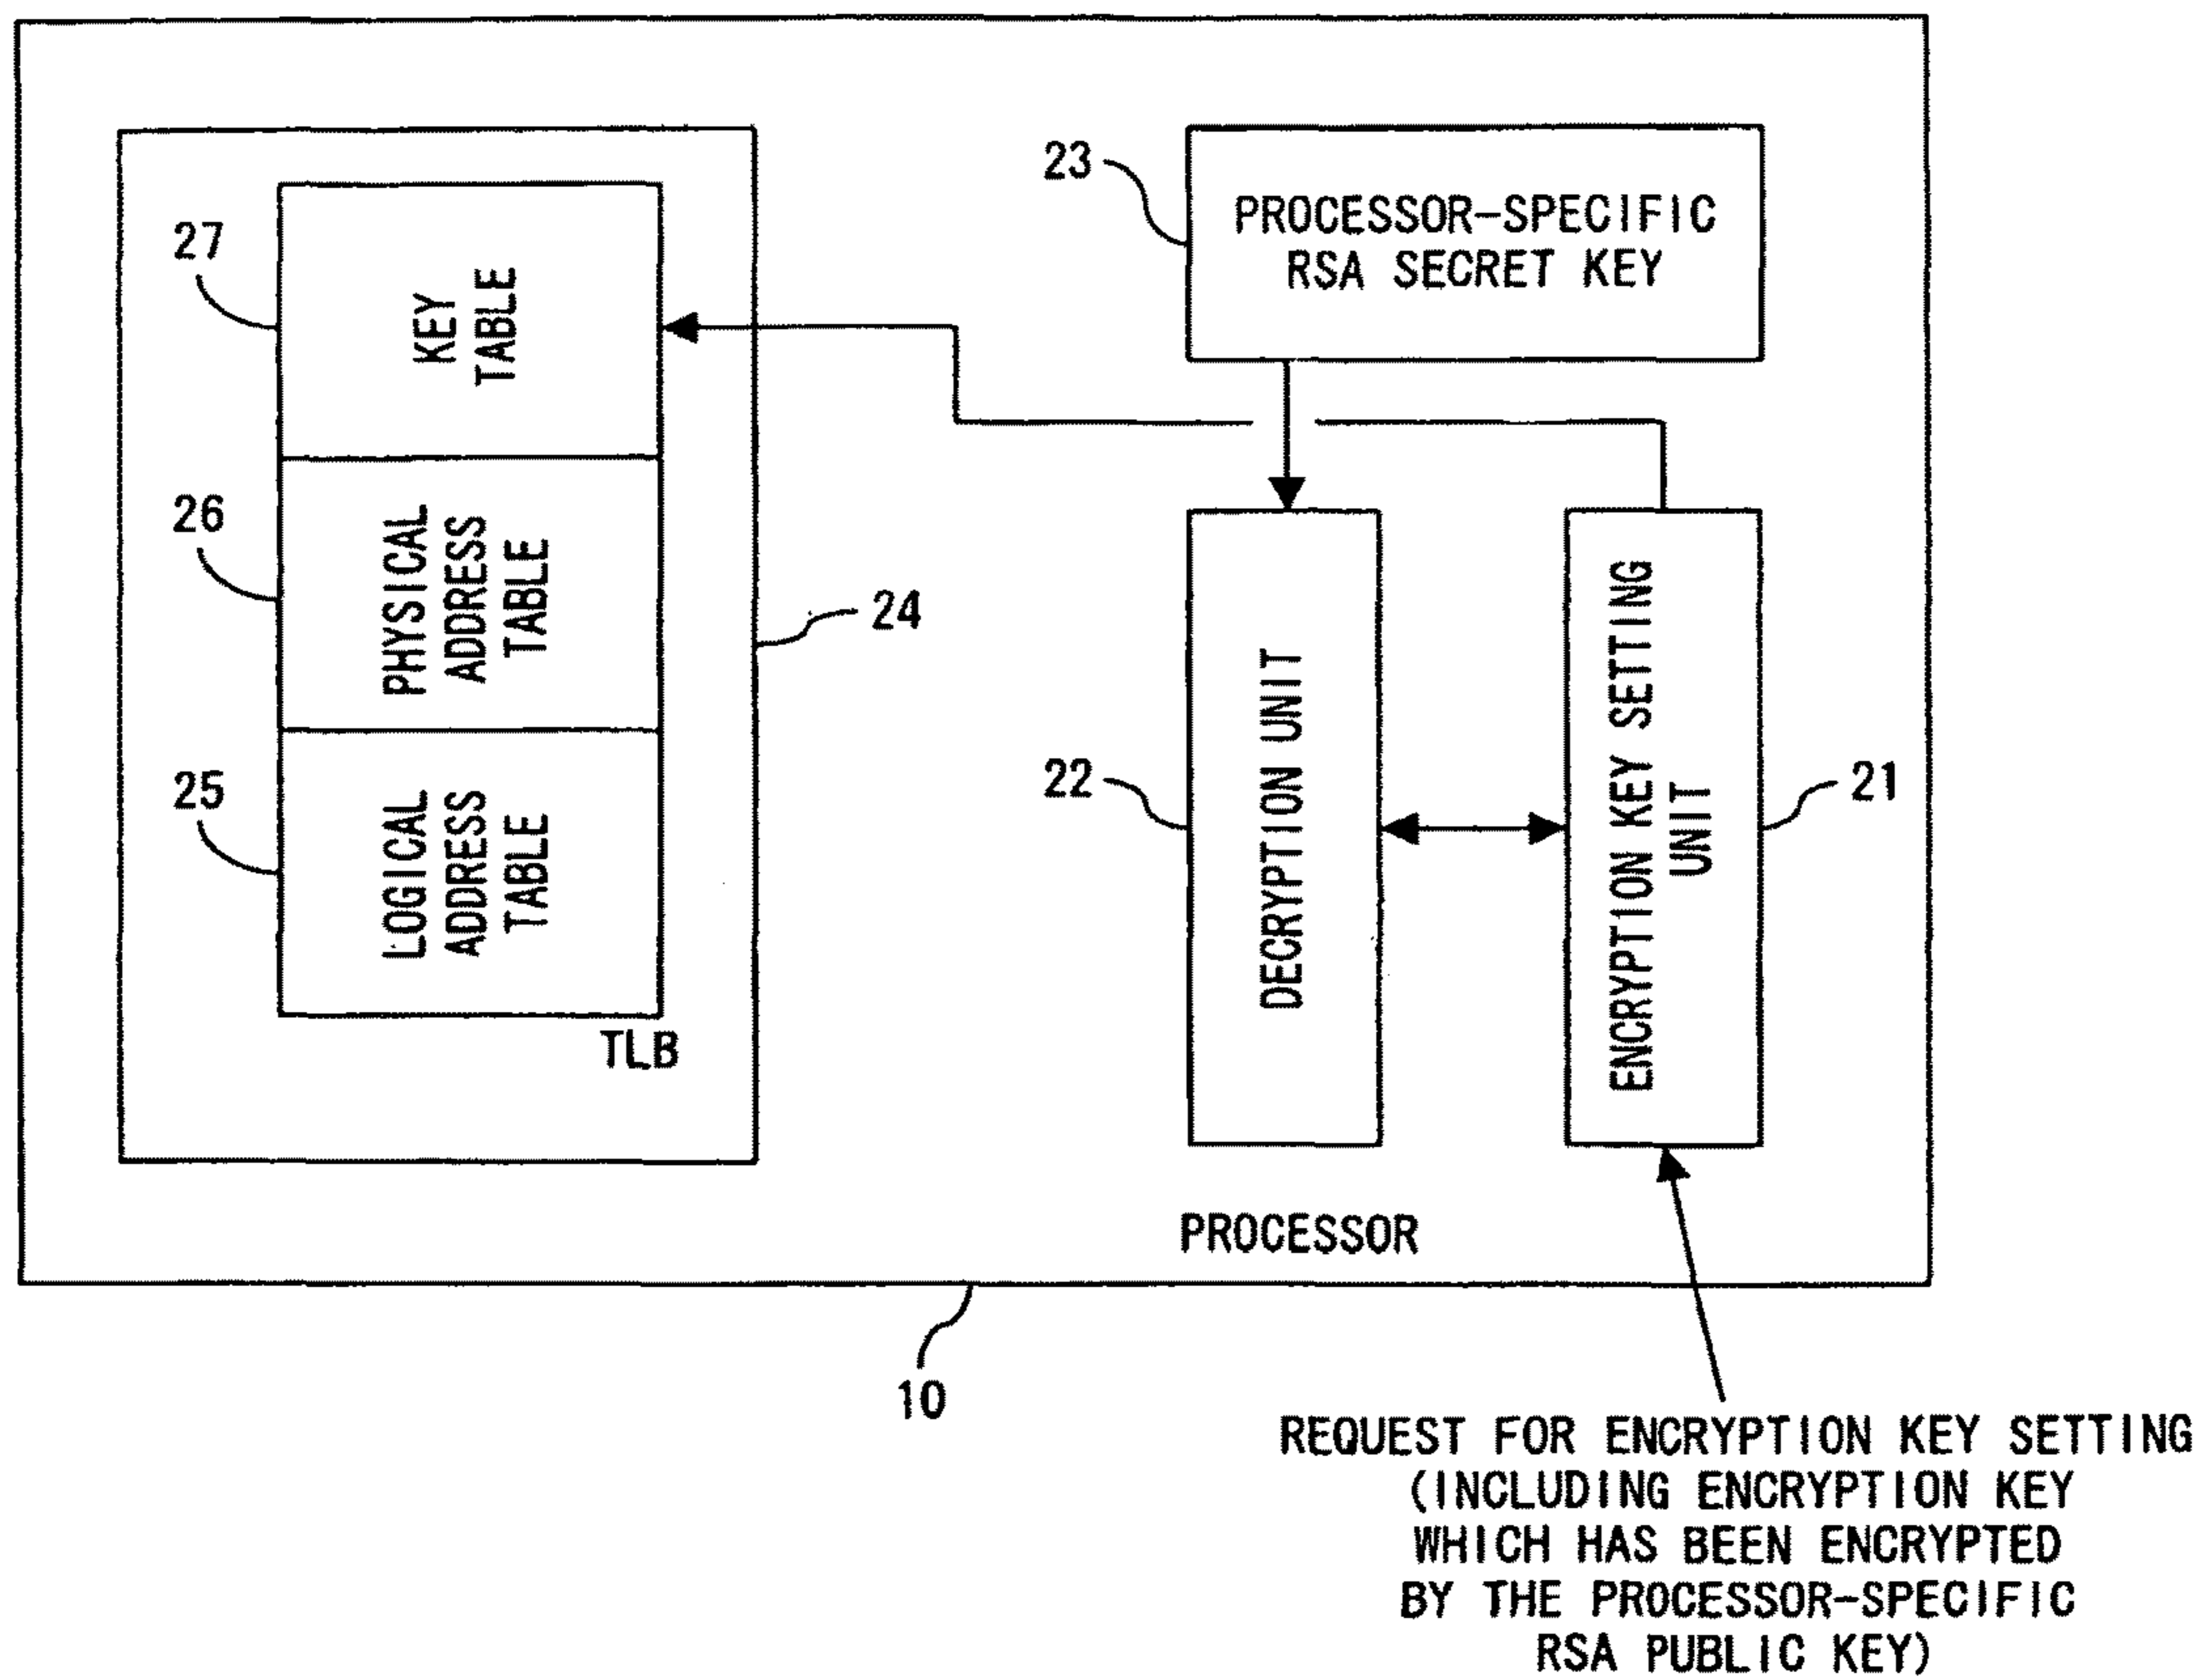 23
PROCESSOR-SPECIFIC
RSA SECRET KEY
27
KEY
TABLE
26
PHYSICAL
ADDRESS
TABLE
24
25
LOGICAL
ADDRESS
TABLE
TLB
22
DECRYPTION UNIT
ENCRYPTION KEY SETTING
UNIT
21
PROCESSOR
10
REQUEST FOR ENCRYPTION KEY SETTING
(INCLUDING ENCRYPTION KEY
WHICH HAS BEEN ENCRYPTED
BY THE PROCESSOR-SPECIFIC
RSA PUBLIC KEY)